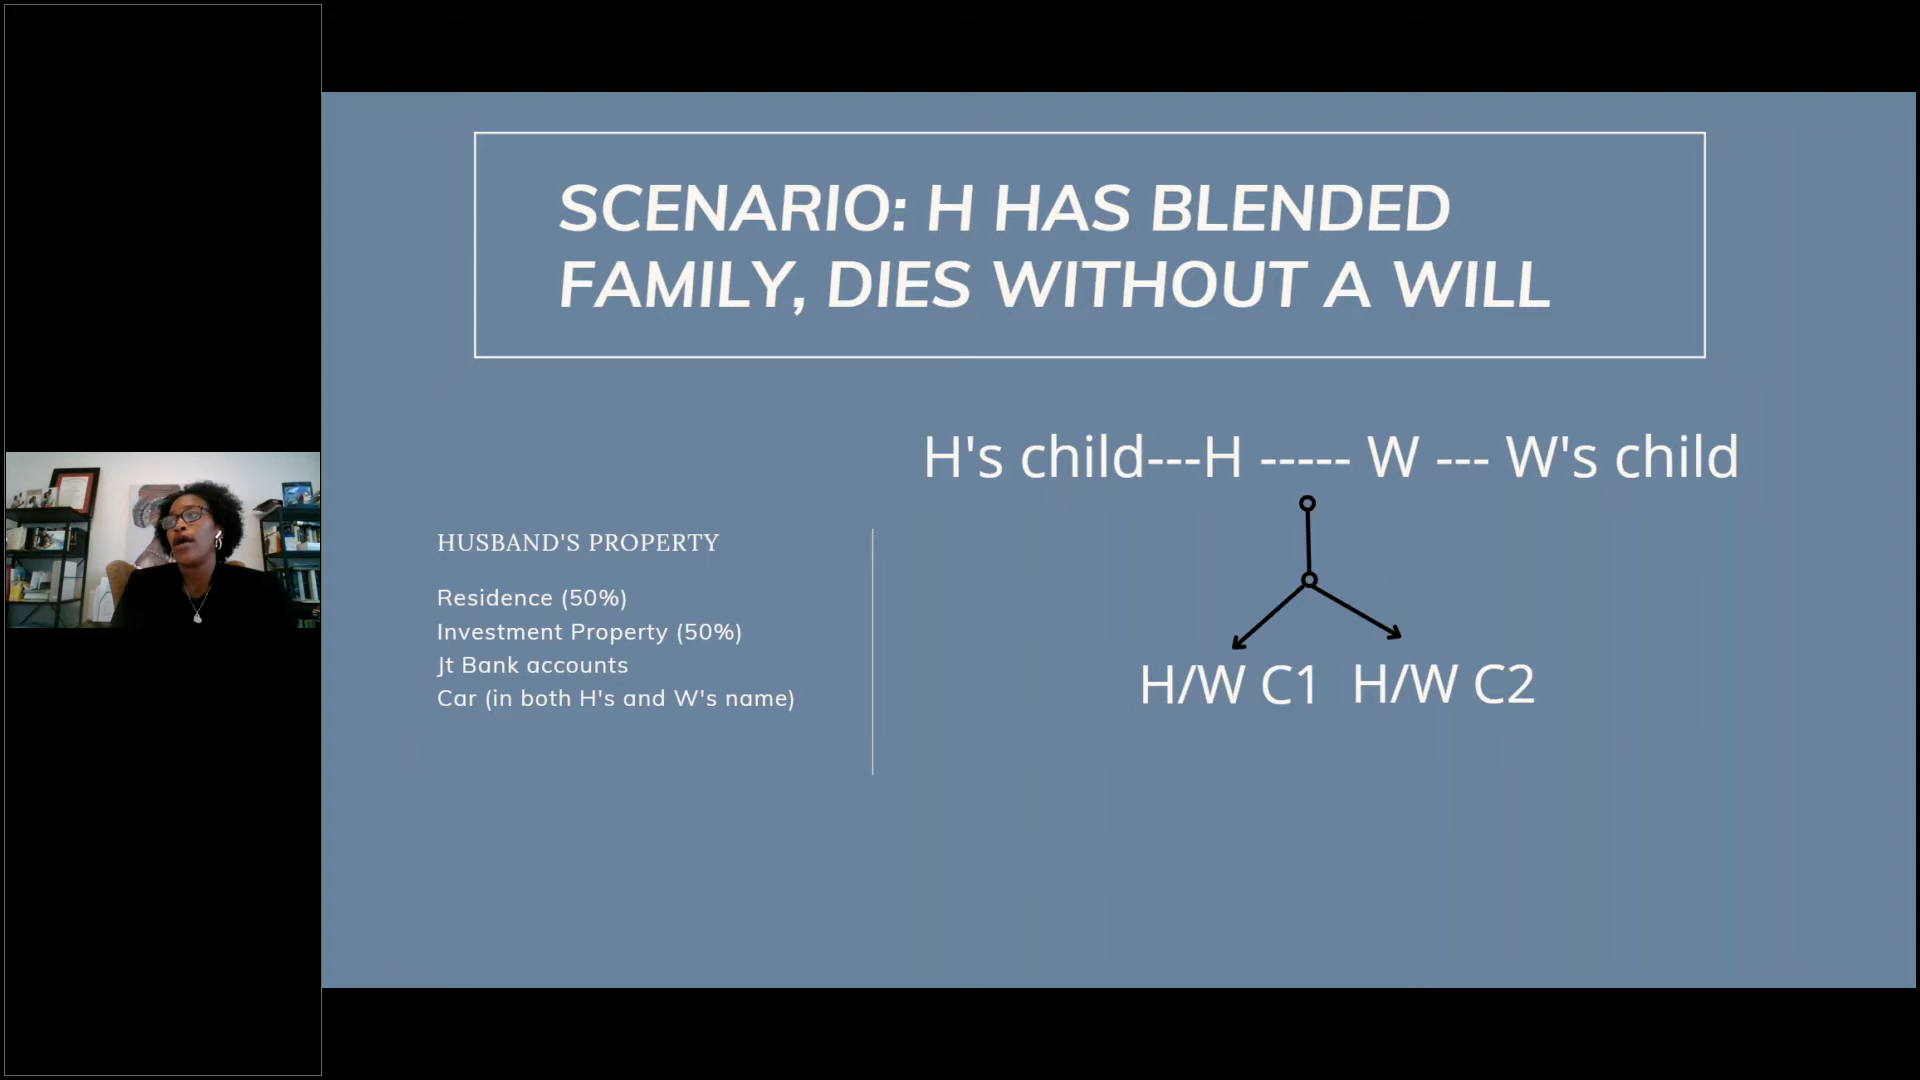 SCENARIO: H HAS BLENDED
FAMILY, DIES WITHOUT A WILL
H's child---H ----- W --- W's child
HUSBAND'S PROPERTY
Residence (50%)
Investment Property (50%)
Jt Bank accounts
Car (in both H's and W's name)
H/W C1 H/W C2